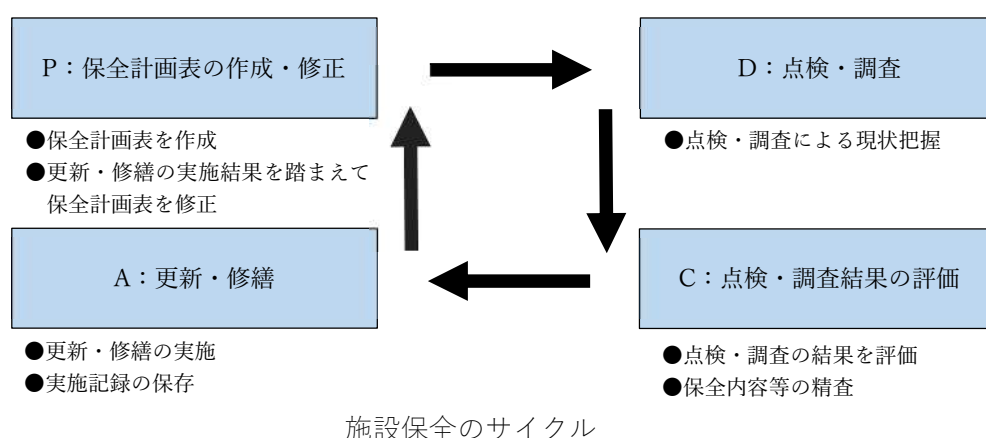 P：保全計画表の作成・修正
●保全計画表を作成
●更新・修繕の実施結果を踏まえて
保全計画表を修正
D：点検・調査
●点検・調査による現状把握
C：点検・調査結果の評価
●点検・調査の結果を評価
●保全内容等の精査
A：更新・修繕
●更新・修繕の実施
●実施記録の保存
施設保全のサイクル